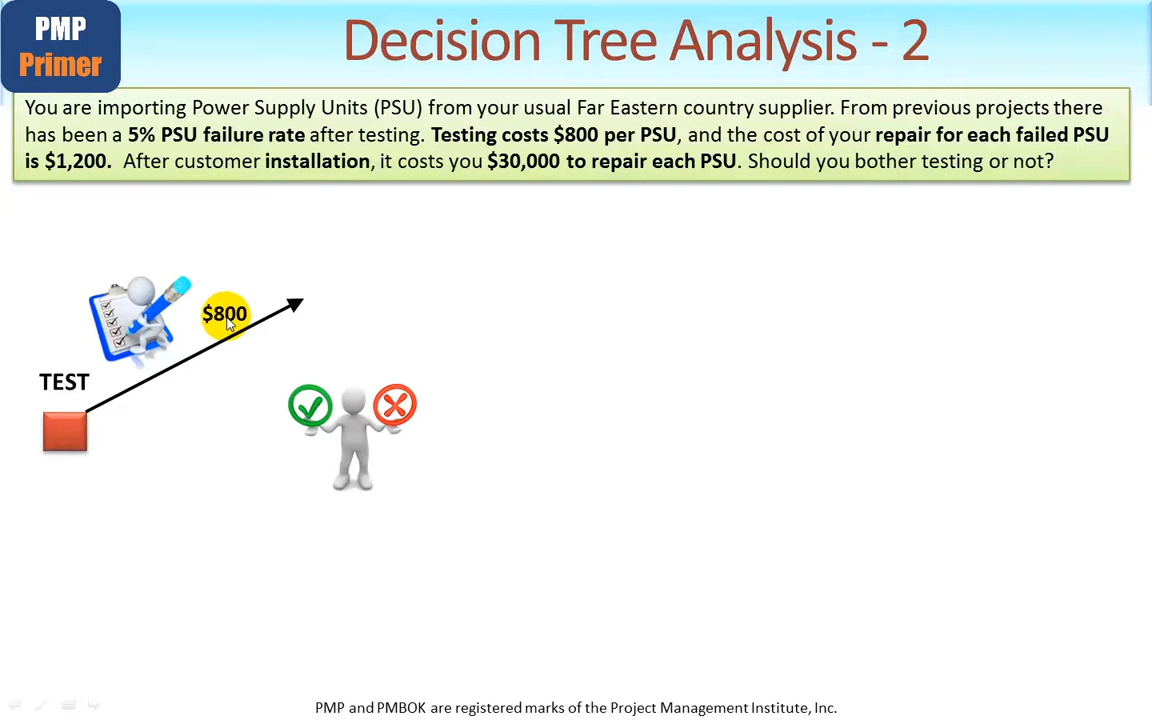 PMP
Primer
Decision Tree Analysis - 2
You are importing Power Supply Units (PSU) from your usual Far Eastern country supplier. From previous projects there
has been a 5% PSU failure rate after testing. Testing costs $800 per PSU, and the cost of your repair for each failed PSU
is $1,200. After customer installation, it costs you $30,000 to repair each PSU. Should you bother testing or not?
$800
TEST
PMP and PMBOK are registered marks of the Project Management Institute, Inc.